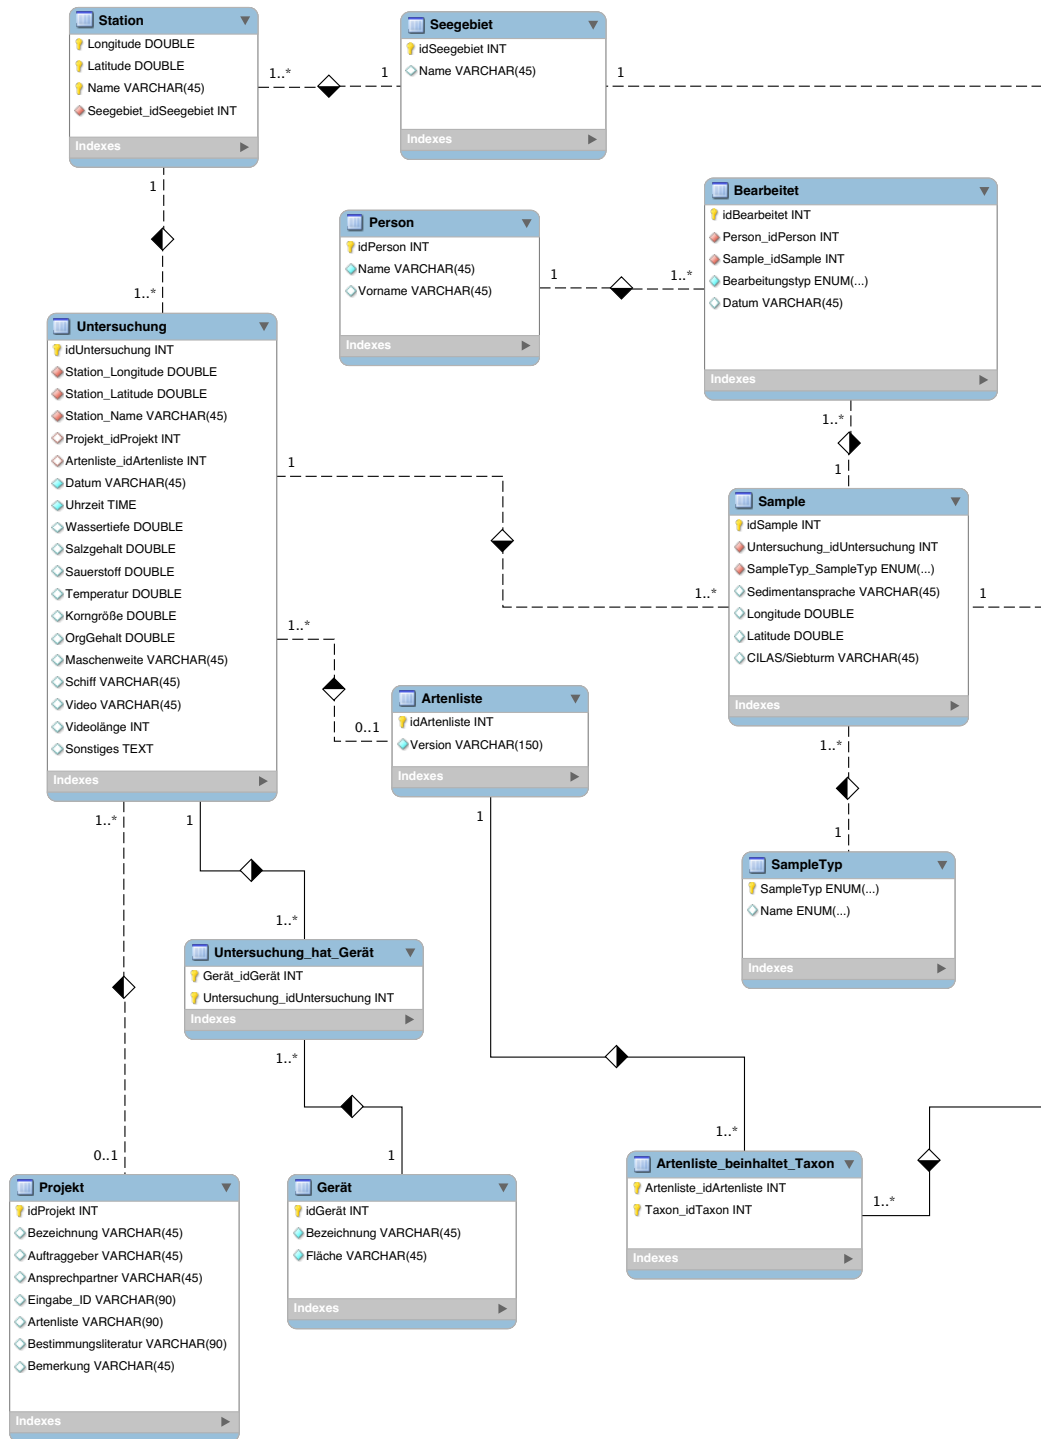 Station
Longitude DOUBLE
Latitude DOUBLE
Name VARCHAR(45)
Seegebiet_idSeegebiet INT
Indexes
1..*
1
Seegebiet
idSeegebiet INT
Name VARCHAR(45)
Indexes
1
1
1..*
Person
idPerson INT
Name VARCHAR(45)
Vorname VARCHAR(45)
Indexes
1
1..*
Bearbeitet
idBearbeitet INT
Person_idPerson INT
Sample_idSample INT
Bearbeitungstyp ENUM(...)
Datum VARCHAR(45)
Indexes
1..*
1
Untersuchung
idUntersuchung INT
Station_Longitude DOUBLE
Station_Latitude DOUBLE
Station_Name VARCHAR(45)
Projekt_idProjekt INT
Artenliste_idArtenliste INT
Datum VARCHAR(45)
Uhrzeit TIME
Wassertiefe DOUBLE
Salzgehalt DOUBLE
Sauerstoff DOUBLE
Temperatur DOUBLE
Korngröße DOUBLE
OrgGehalt DOUBLE
Maschenweite VARCHAR(45)
Schiff VARCHAR(45)
Video VARCHAR(45)
Videolänge INT
Sonstiges TEXT
Indexes
1
1..*
1..*
0..1
Sample
idSample INT
Untersuchung_idUntersuchung INT
SampleTyp_SampleTyp ENUM(...)
Sedimentansprache VARCHAR(45)
Longitude DOUBLE
Latitude DOUBLE
CILAS/Siebturm VARCHAR(45)
Indexes
1
1..*
1
Artenliste
idArtenliste INT
Version VARCHAR(150)
Indexes
1
1..*
SampleTyp
SampleTyp ENUM(...)
Name ENUM(...)
Indexes
1..*
1
1..*
Untersuchung_hat_Gerät
Gerät_idGerät INT
Untersuchung_idUntersuchung INT
Indexes
1..*
1
0..1
Projekt
idProjekt INT
Bezeichnung VARCHAR(45)
Auftraggeber VARCHAR(45)
Ansprechpartner VARCHAR(45)
Eingabe_ID VARCHAR(90)
Artenliste VARCHAR(90)
Bestimmungsliteratur VARCHAR(90)
Bemerkung VARCHAR(45)
Indexes
Gerät
idGerät INT
Bezeichnung VARCHAR(45)
Fläche VARCHAR(45)
Indexes
Artenliste_beinhaltet_Taxon
Artenliste_idArtenliste INT
Taxon_idTaxon INT
Indexes
1..*